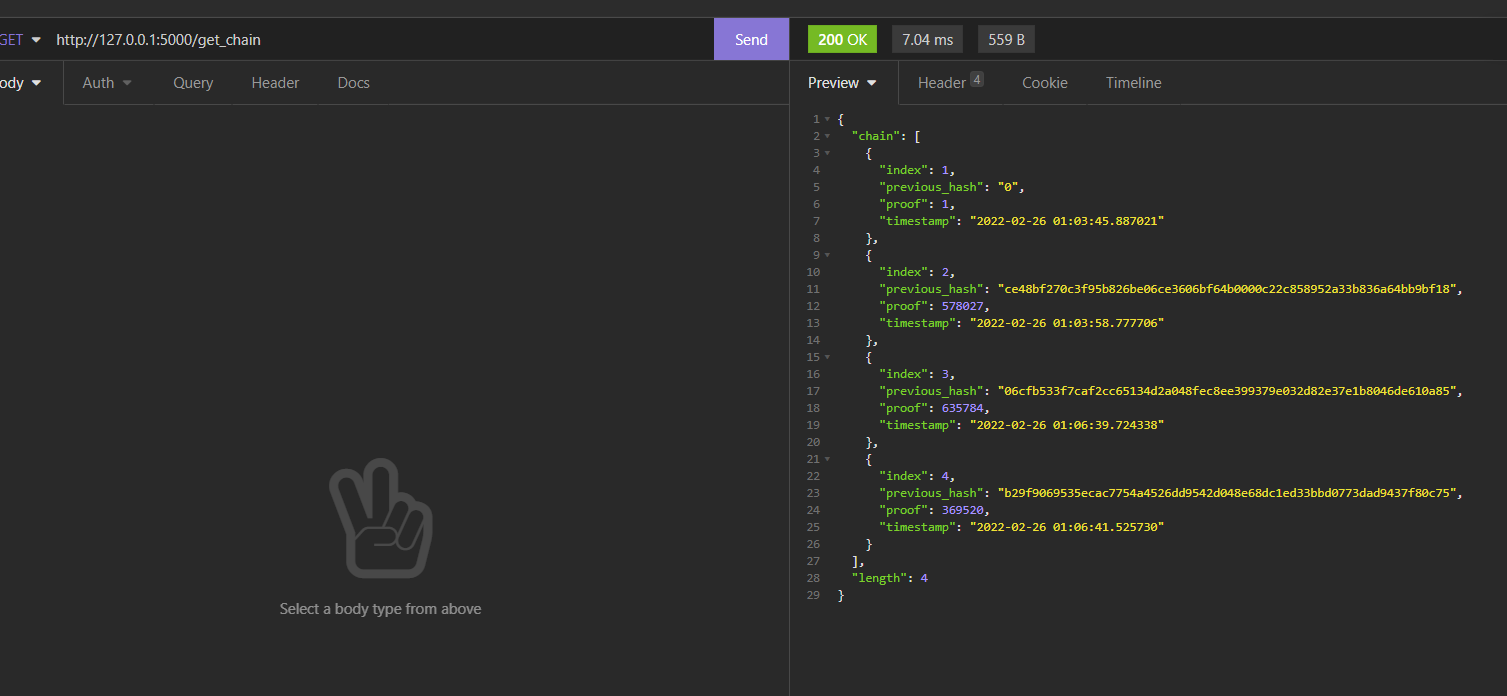 GET http://127.0.0.1:5000/get_chain Send 200 OK 7.04 ms 559 B
ody Auth Query Header Docs Preview Header 4 Cookie Timeline
1 {
2 "chain": [
3 {
4 "index": 1,
5 "previous_hash": "0",
6 "proof": 1,
7 "timestamp": "2022-02-26 01:03:45.887021"
8 },
9 {
10 "index": 2,
11 "previous_hash": "ce48bf270c3f95b826be06ce3606bf64b0000c22c858952a33b836a64bb9bf18",
12 "proof": 578027,
13 "timestamp": "2022-02-26 01:03:58.777706"
14 },
15 {
16 "index": 3,
17 "previous_hash": "06cfb533f7caf2cc65134d2a048fec8ee399379e032d82e37e1b8046de610a85",
18 "proof": 635784,
19 "timestamp": "2022-02-26 01:06:39.724338"
20 },
21 {
22 "index": 4,
23 "previous_hash": "b29f9069535ecac7754a4526dd9542d048e68dc1ed33bbd0773dad9437f80c75",
24 "proof": 369520,
25 "timestamp": "2022-02-26 01:06:41.525730"
26 }
27 ],
28 "length": 4
29 }
Select a body type from above